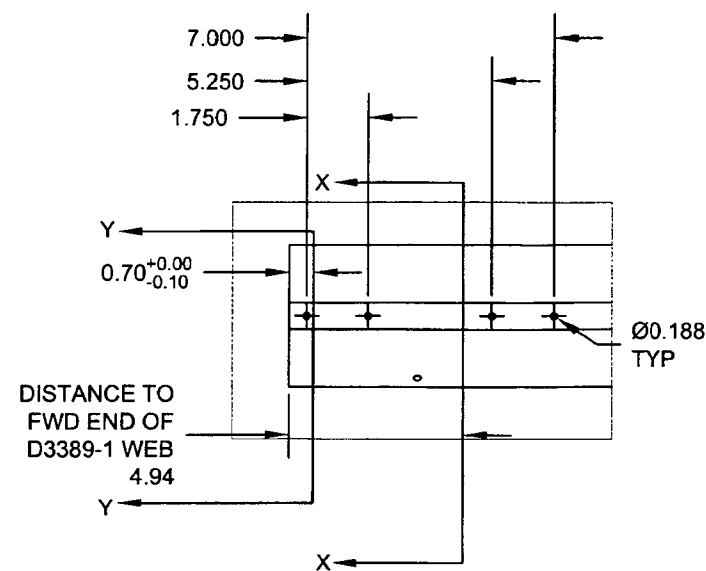 7.000
5.250
1.750
X
Y
0.70 +0.00
-0.10
Ø0.188
TYP
DISTANCE TO
FWD END OF
D3389-1 WEB
4.94
Y
X